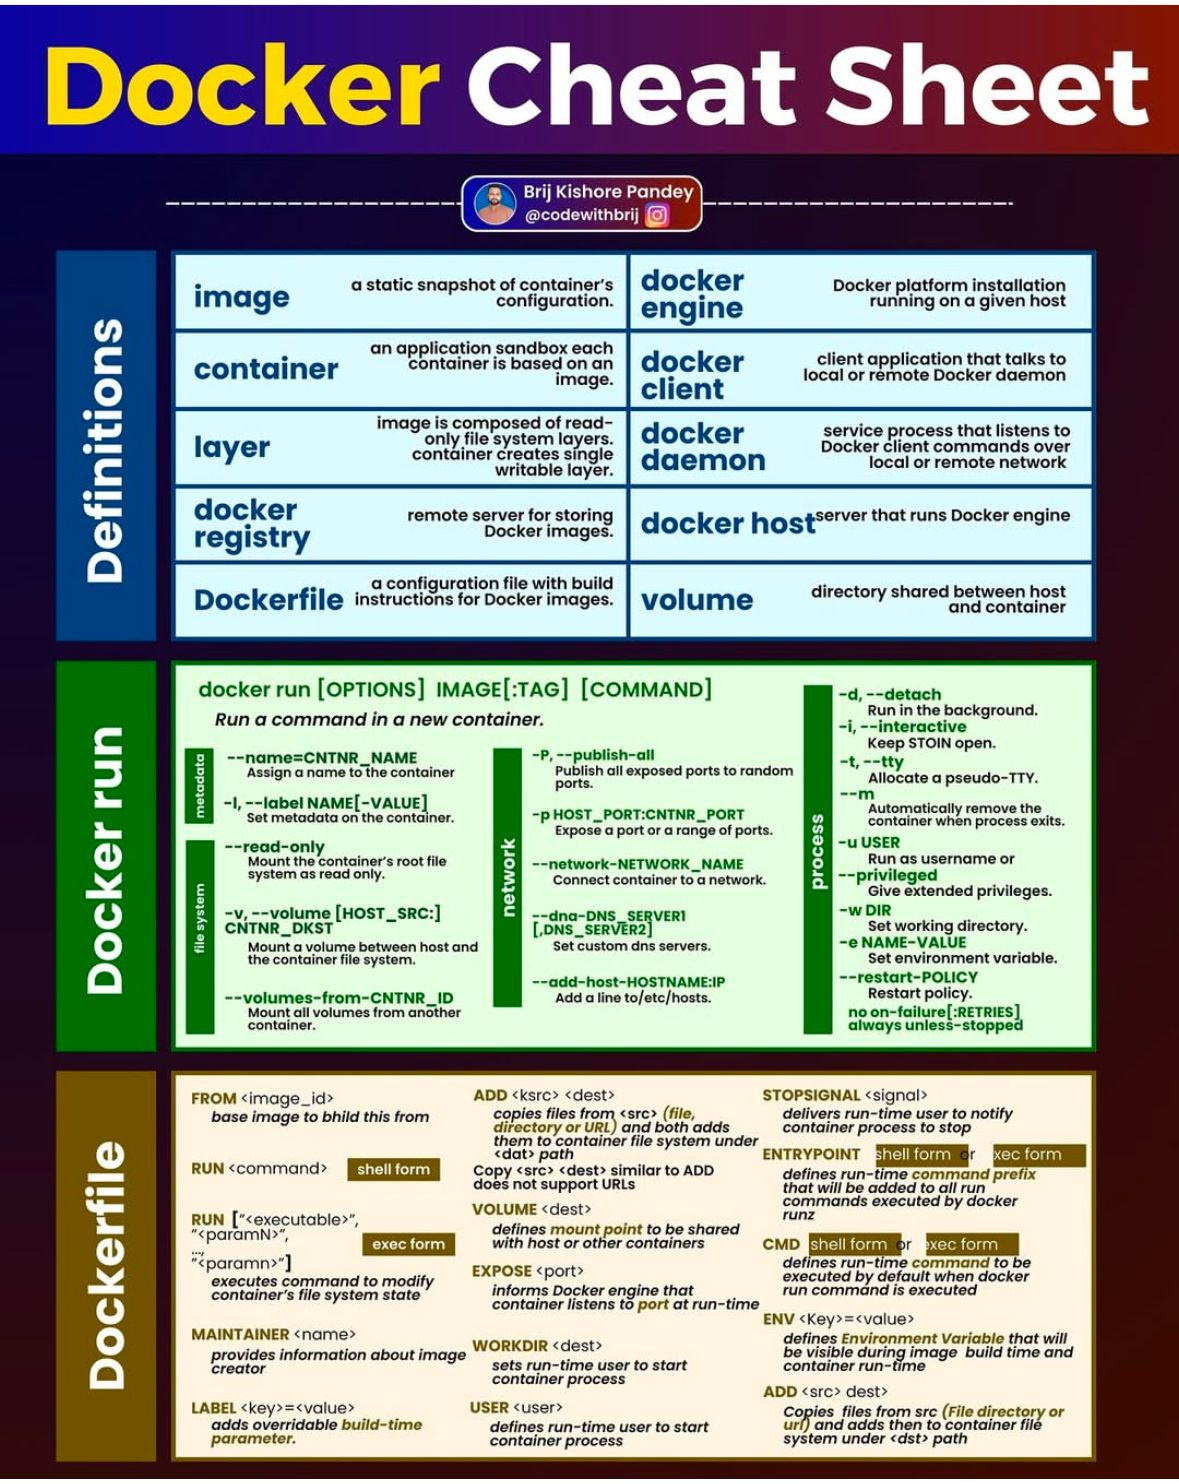 Docker Cheat Sheet
Brij Kishore Pandey
@codewithbrij
Definitions
image
a static snapshot of container's
configuration.
docker
engine
Docker platform installation
running on a given host
container
an application sandbox each
container is based on an
image.
docker
client
client application that talks to
local or remote Docker daemon
layer
image is composed of read-
only file system layers.
container creates single
writable layer.
docker
daemon
service process that listens to
Docker client commands over
local or remote network
docker
registry
remote server for storing
Docker images.
docker host
server that runs Docker engine
Dockerfile
a configuration file with build
instructions for Docker images.
volume
directory shared between host
and container
Docker run
docker run [OPTIONS] IMAGE[:TAG] [COMMAND]
Run a command in a new container.
metadata
--name=CNTNR_NAME
Assign a name to the container
-l, --label NAME[-VALUE]
Set metadata on the container.
file system
--read-only
Mount the container's root file
system as read only.
-v, --volume [HOST_SRC:]
CNTNR_DKST
Mount a volume between host and
the container file system.
--volumes-from-CNTNR_ID
Mount all volumes from another
container.
network
-P, --publish-all
Publish all exposed ports to random
ports.
-p HOST_PORT:CNTNR_PORT
Expose a port or a range of ports.
--network-NETWORK_NAME
Connect container to a network.
--dna-DNS_SERVER1
[,DNS_SERVER2]
Set custom dns servers.
--add-host-HOSTNAME:IP
Add a line to/etc/hosts.
process
-d, --detach
Run in the background.
-i, --interactive
Keep STOIN open.
-t, --tty
Allocate a pseudo-TTY.
--m
Automatically remove the
container when process exits.
-u USER
Run as username or
--privileged
Give extended privileges.
-w DIR
Set working directory.
-e NAME-VALUE
Set environment variable.
--restart-POLICY
Restart policy.
no on-failure[:RETRIES]
always unless-stopped
Dockerfile
FROM <image_id>
base image to bhild this from
RUN <command> shell form
RUN ["<executable>",
"<paramN>",
...,
"<paramn>"]
exec form
executes command to modify
container's file system state
MAINTAINER <name>
provides information about image
creator
LABEL <key>=<value>
adds overridable build-time
parameter.
ADD <ksrc> <dest>
copies files from <src> (file,
directory or URL) and both adds
them to container file system under
<dat> path
Copy <src> <dest> similar to ADD
does not support URLs
VOLUME <dest>
defines mount point to be shared
with host or other containers
EXPOSE <port>
informs Docker engine that
container listens to port at run-time
WORKDIR <dest>
sets run-time user to start
container process
USER <user>
defines run-time user to start
container process
STOPSIGNAL <signal>
delivers run-time user to notify
container process to stop
ENTRYPOINT shell form or exec form
defines run-time command prefix
that will be added to all run
commands executed by docker
runz
CMD shell form or exec form
defines run-time command to be
executed by default when docker
run command is executed
ENV <Key>=<value>
defines Environment Variable that will
be visible during image build time and
container run-time
ADD <src> dest>
Copies files from src (File directory or
url) and adds then to container file
system under <dst> path